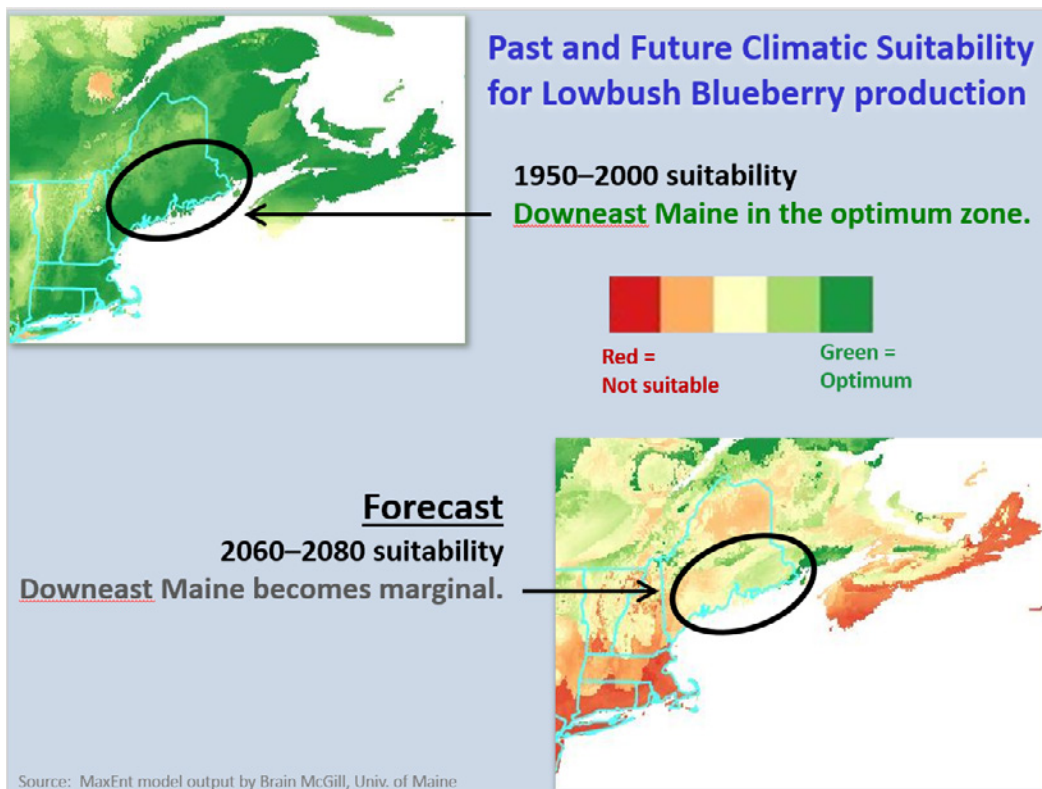 Past and Future Climatic Suitability
for Lowbush Blueberry production
1950–2000 suitability
Downeast Maine in the optimum zone.
Red =
Not suitable
Green =
Optimum
Forecast
2060–2080 suitability
Downeast Maine becomes marginal.
Source: MaxEnt model output by Brain McGill, Univ. of Maine